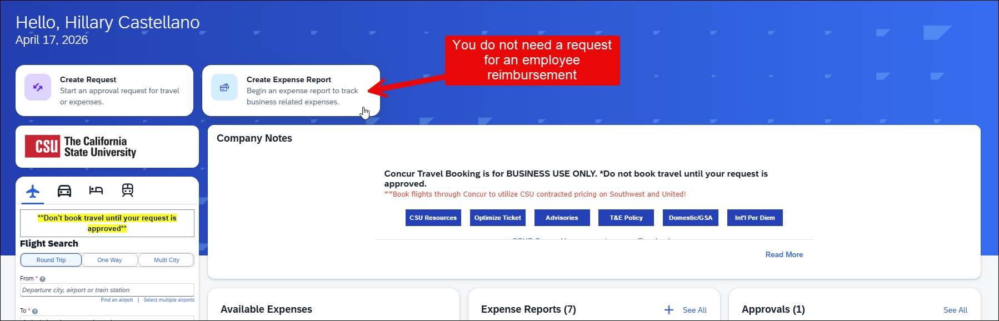 Hello, Hillary Castellano
April 17, 2026
You do not need a request
for an employee
reimbursement
Create Request
Start an approval request for travel
or expenses.
Create Expense Report
Begin an expense report to track
business related expenses.
CSU The California
State University
Company Notes
Concur Travel Booking is for BUSINESS USE ONLY. *Do not book travel until your request is
approved.
**Book flights through Concur to utilize CSU contracted pricing on Southwest and United!
CSU Resources
Optimize Ticket
Advisories
T&E Policy
Domestic/GSA
Int'l Per Diem
Read More
**Don't book travel until your request is
approved**
Flight Search
Round Trip
One Way
Multi City
From *
Departure city, airport or train station
Find an airport | Select multiple airports
To *
Available Expenses
Expense Reports (7)
See All
Approvals (1)
See All